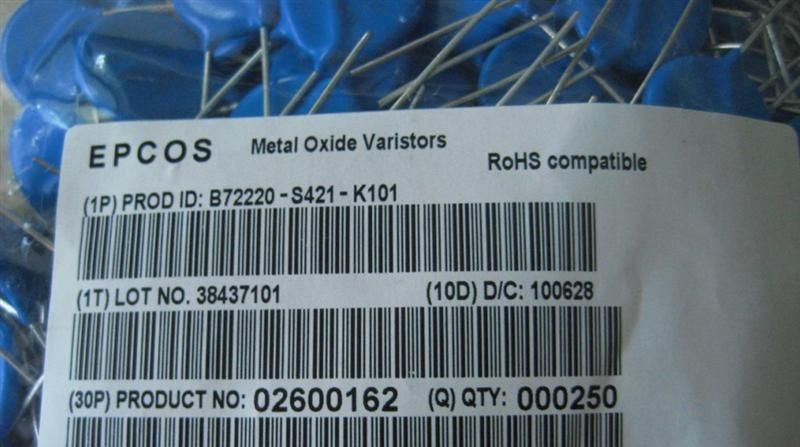 EPCOS Metal Oxide Varistors RoHS compatible
(1P) PROD ID: B72220-S421-K101
(1T) LOT NO. 38437101 (10D) D/C: 100628
(30P) PRODUCT NO: 02600162 (Q) QTY: 000250